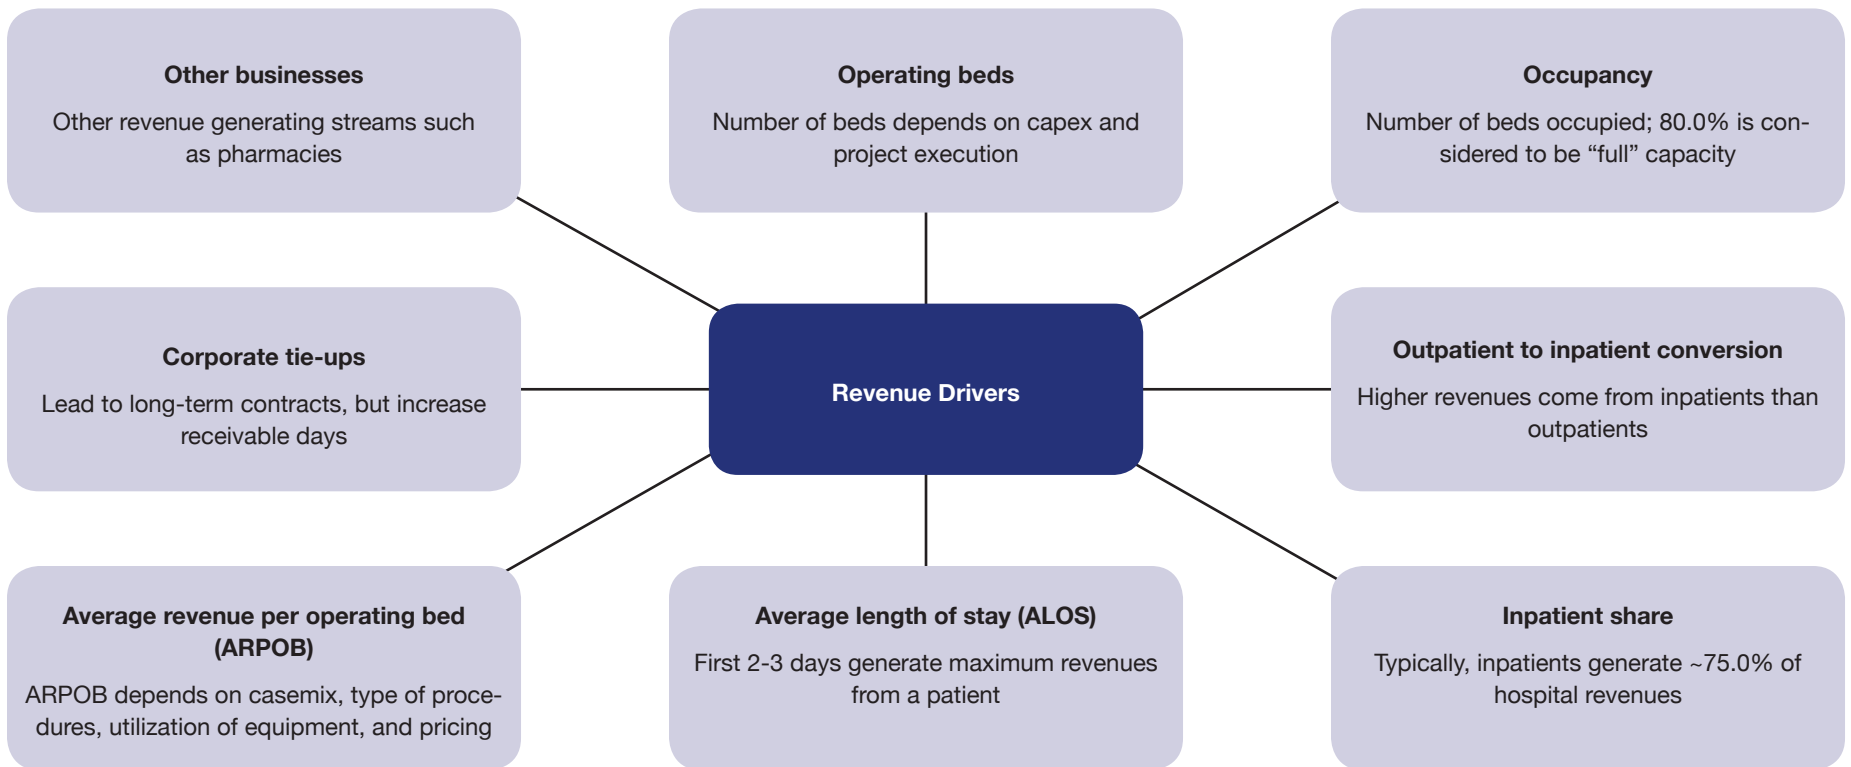 Other businesses
Other revenue generating streams such
as pharmacies
Operating beds
Number of beds depends on capex and
project execution
Occupancy
Number of beds occupied; 80.0% is con-
sidered to be “full” capacity
Corporate tie-ups
Lead to long-term contracts, but increase
receivable days
Revenue Drivers
Outpatient to inpatient conversion
Higher revenues come from inpatients than
outpatients
Average revenue per operating bed
(ARPOB)
ARPOB depends on casemix, type of proce-
dures, utilization of equipment, and pricing
Average length of stay (ALOS)
First 2-3 days generate maximum revenues
from a patient
Inpatient share
Typically, inpatients generate ~75.0% of
hospital revenues